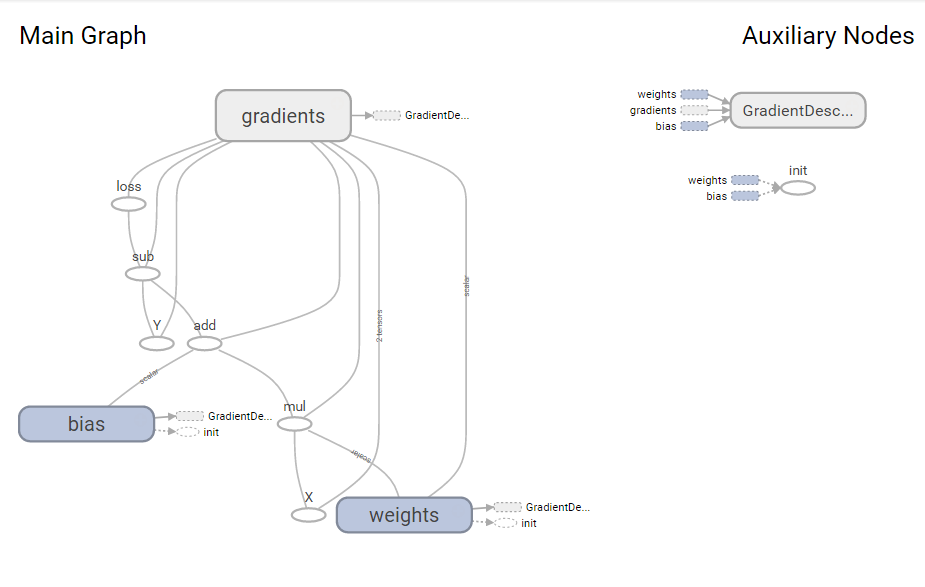 Main Graph
Auxiliary Nodes
gradients
GradientDe...
weights
gradients
bias
GradientDesc...
loss
init
weights
bias
sub
scalar
Y
add
2 tensors
scalar
bias
GradientDe...
init
mul
scalar
X
weights
GradientDe...
init